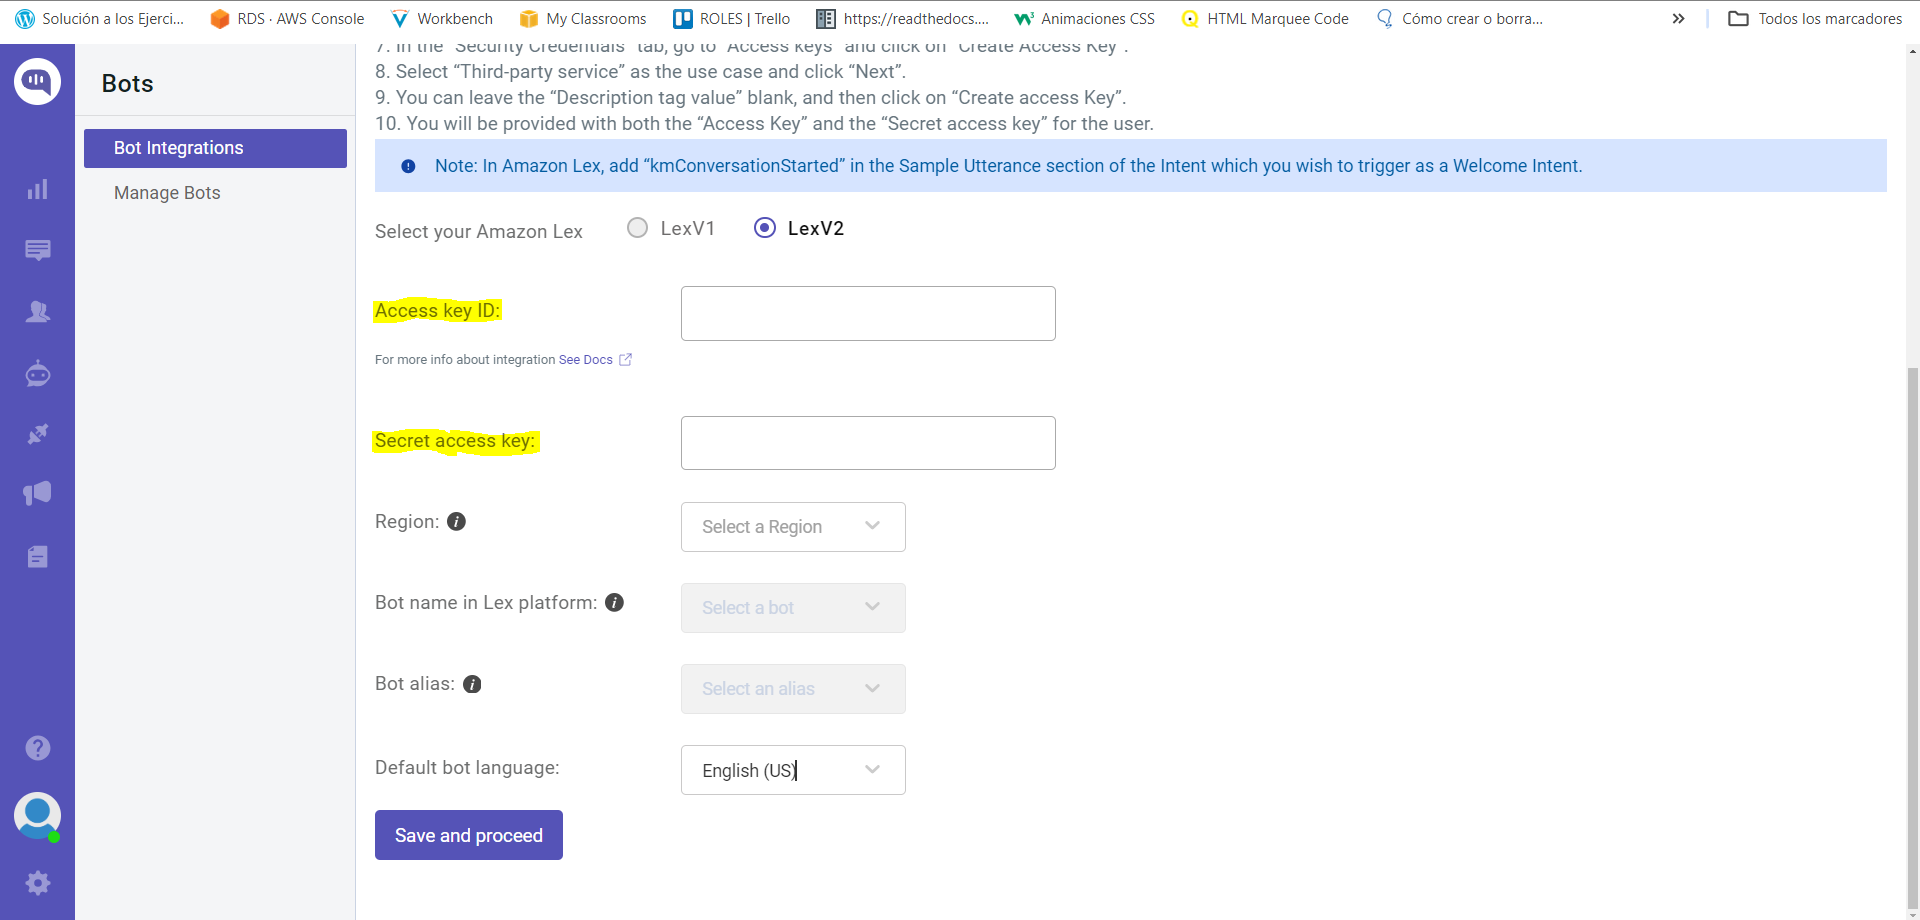 Solución a los Ejerci...
RDS · AWS Console
Workbench
My Classrooms
ROLES | Trello
https://readthedocs....
Animaciones CSS
HTML Marquee Code
Cómo crear o borra...
»
Todos los marcadores
Bots
Bot Integrations
Manage Bots
7. In the “Security Credentials” tab, go to “Access keys” and click on “Create Access Key”.
8. Select “Third-party service” as the use case and click “Next”.
9. You can leave the “Description tag value” blank, and then click on “Create access Key”.
10. You will be provided with both the “Access Key” and the “Secret access key” for the user.
Note: In Amazon Lex, add “kmConversationStarted” in the Sample Utterance section of the Intent which you wish to trigger as a Welcome Intent.
Select your Amazon Lex
LexV1
LexV2
Access key ID:
For more info about integration See Docs
Secret access key:
Region:
Select a Region
Bot name in Lex platform:
Select a bot
Bot alias:
Select an alias
Default bot language:
English (US)
Save and proceed